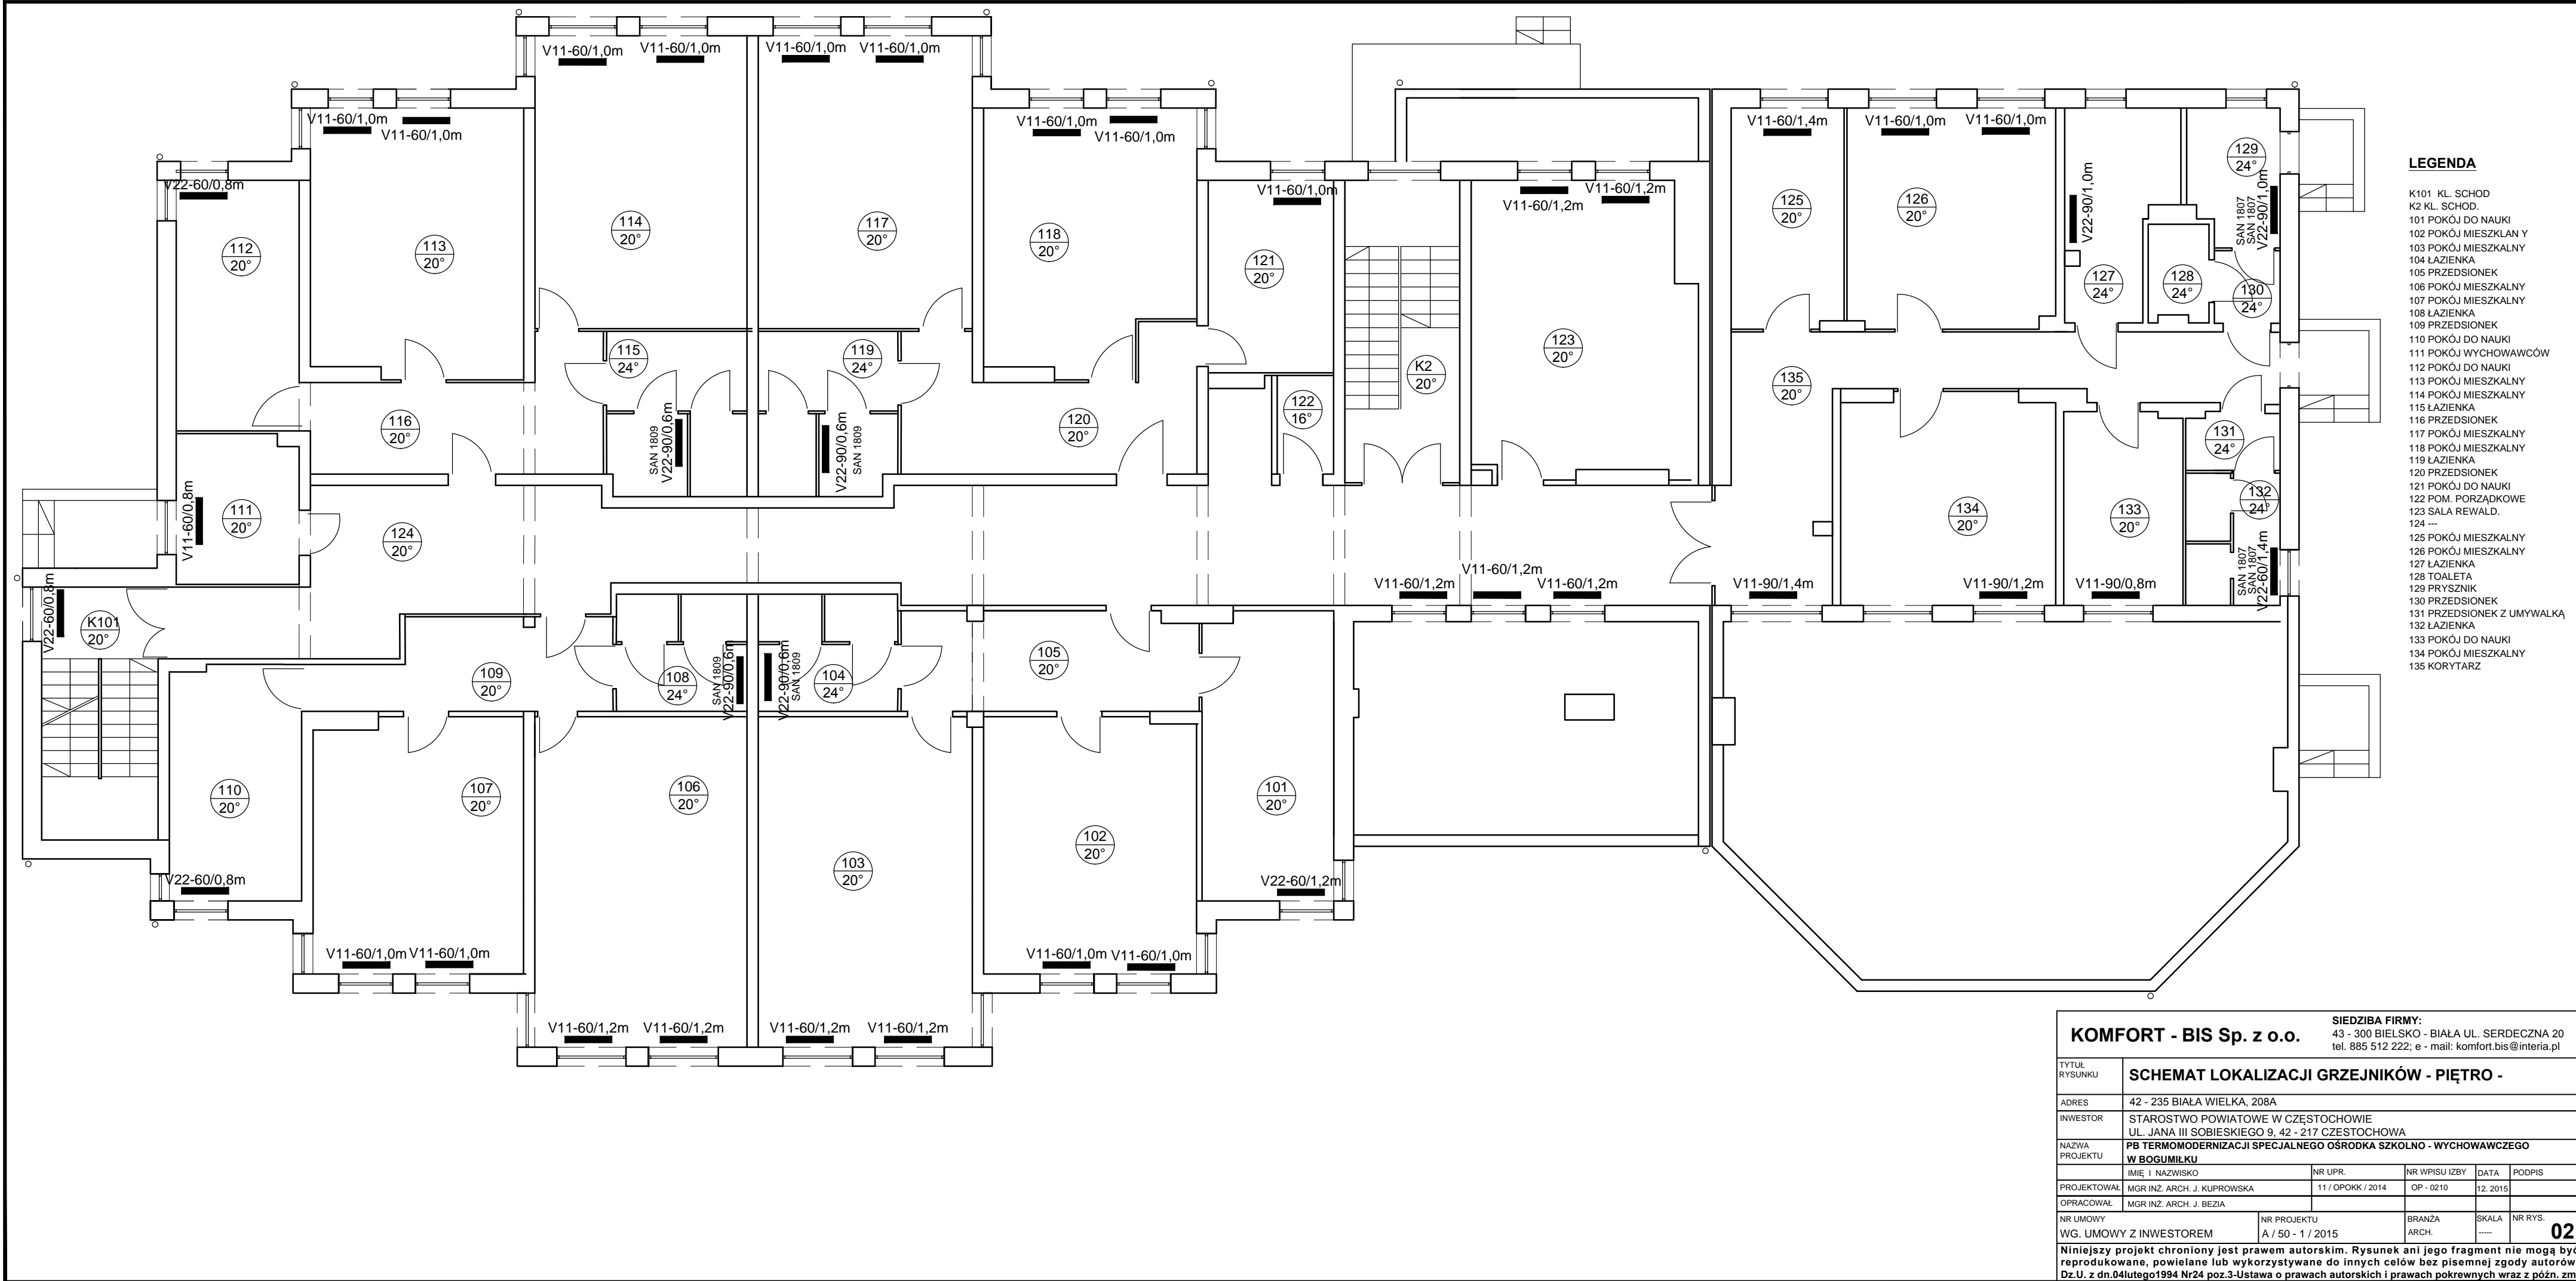 V11-60/1,0m V11-60/1,0m V11-60/1,0m V11-60/1,0m
V11-60/1,0m V11-60/1,0m
V11-60/1,0m V11-60/1,0m
V11-60/1,4m V11-60/1,0m V11-60/1,0m
V22-60/0,8m
V11-60/1,0m
V11-60/1,2m V11-60/1,2m
V22-90/1,0m
SAN 1807
SAN 1807
V22-90/1,0m
129
24°
112
20°
113
20°
114
20°
117
20°
118
20°
121
20°
125
20°
126
20°
127
24°
128
24°
130
24°
115
24°
119
24°
123
20°
K2
20°
135
20°
116
20°
120
20°
122
16°
131
24°
SAN 1809
V22-90/0,6m
V22-90/0,6m
SAN 1809
V11-60/0,8m
111
20°
124
20°
134
20°
133
20°
132
24°
SAN 1807
SAN 1807
V22-60/1,4m
V11-60/1,2m V11-60/1,2m V11-60/1,2m
V11-90/1,4m V11-90/1,2m V11-90/0,8m
V22-60/0,8m
K101
20°
109
20°
108
24°
SAN 1809
V22-90/0,6m
V22-90/0,6m
SAN 1809
104
24°
105
20°
110
20°
107
20°
106
20°
103
20°
102
20°
101
20°
V22-60/0,8m
V22-60/1,2m
V11-60/1,0m V11-60/1,0m
V11-60/1,0m V11-60/1,0m
V11-60/1,2m V11-60/1,2m V11-60/1,2m V11-60/1,2m
LEGENDA
K101 KL. SCHOD
K2 KL. SCHOD.
101 POKÓJ DO NAUKI
102 POKÓJ MIESZKLAN Y
103 POKÓJ MIESZKALNY
104 ŁAZIENKA
105 PRZEDSIONEK
106 POKÓJ MIESZKALNY
107 POKÓJ MIESZKALNY
108 ŁAZIENKA
109 PRZEDSIONEK
110 POKÓJ DO NAUKI
111 POKÓJ WYCHOWAWCÓW
112 POKÓJ DO NAUKI
113 POKÓJ MIESZKALNY
114 POKÓJ MIESZKALNY
115 ŁAZIENKA
116 PRZEDSIONEK
117 POKÓJ MIESZKALNY
118 POKÓJ MIESZKALNY
119 ŁAZIENKA
120 PRZEDSIONEK
121 POKÓJ DO NAUKI
122 POM. PORZĄDKOWE
123 SALA REWALD.
124 ---
125 POKÓJ MIESZKALNY
126 POKÓJ MIESZKALNY
127 ŁAZIENKA
128 TOALETA
129 PRYSZNIK
130 PRZEDSIONEK
131 PRZEDSIONEK Z UMYWALKĄ
132 ŁAZIENKA
133 POKÓJ DO NAUKI
134 POKÓJ MIESZKALNY
135 KORYTARZ
KOMFORT - BIS Sp. z o.o.
SIEDZIBA FIRMY:
43 - 300 BIELSKO - BIAŁA UL. SERDECZNA 20
tel. 885 512 222; e - mail: komfort.bis@interia.pl
TYTUŁ RYSUNKU SCHEMAT LOKALIZACJI GRZEJNIKÓW - PIĘTRO -
ADRES 42 - 235 BIAŁA WIELKA, 208A
INWESTOR STAROSTWO POWIATOWE W CZĘSTOCHOWIE
UL. JANA III SOBIESKIEGO 9, 42 - 217 CZESTOCHOWA
NAZWA PROJEKTU PB TERMOMODERNIZACJI SPECJALNEGO OŚRODKA SZKOLNO - WYCHOWAWCZEGO
W BOGUMIŁKU
IMIĘ I NAZWISKO NR UPR. NR WPISU IZBY DATA PODPIS
PROJEKTOWAŁ MGR INŻ. ARCH. J. KUPROWSKA 11 / OPOKK / 2014 OP - 0210 12. 2015
OPRACOWAŁ MGR INŻ. ARCH. J. BEZIA
NR UMOWY NR PROJEKTU BRANŻA SKALA NR RYS.
WG. UMOWY Z INWESTOREM A / 50 - 1 / 2015 ARCH. ----- 02
Niniejszy projekt chroniony jest prawem autorskim. Rysunek ani jego fragment nie mogą być
reprodukowane, powielane lub wykorzystywane do innych celów bez pisemnej zgody autorów
Dz.U. z dn.04lutego1994 Nr24 poz.3-Ustawa o prawach autorskich i prawach pokrewnych wraz z późn. zm